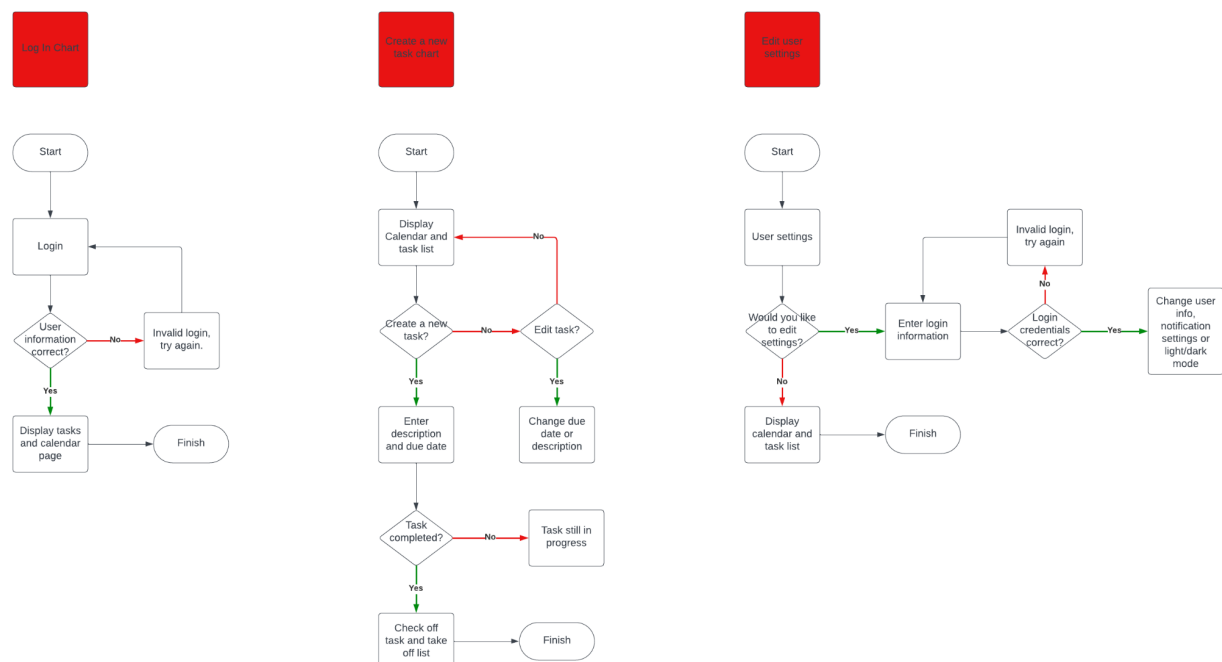 Log In Chart
Start
Login
User
information
correct?
No
Invalid login,
try again.
Yes
Display tasks
and calendar
page
Finish
Create a new
task chart
Start
Display
Calendar and
task list
No
Create a new
task?
No
Edit task?
Yes
Yes
Enter
description
and due date
Change due
date or
description
Task
completed?
No
Task still in
progress
Yes
Check off
task and take
off list
Finish
Edit user
settings
Start
User settings
Invalid login,
try again
No
Would you like
to edit
settings?
Yes
Enter login
information
Login
credentials
correct?
Yes
Change user
info,
notification
settings or
light/dark
mode
No
Display
calendar and
task list
Finish